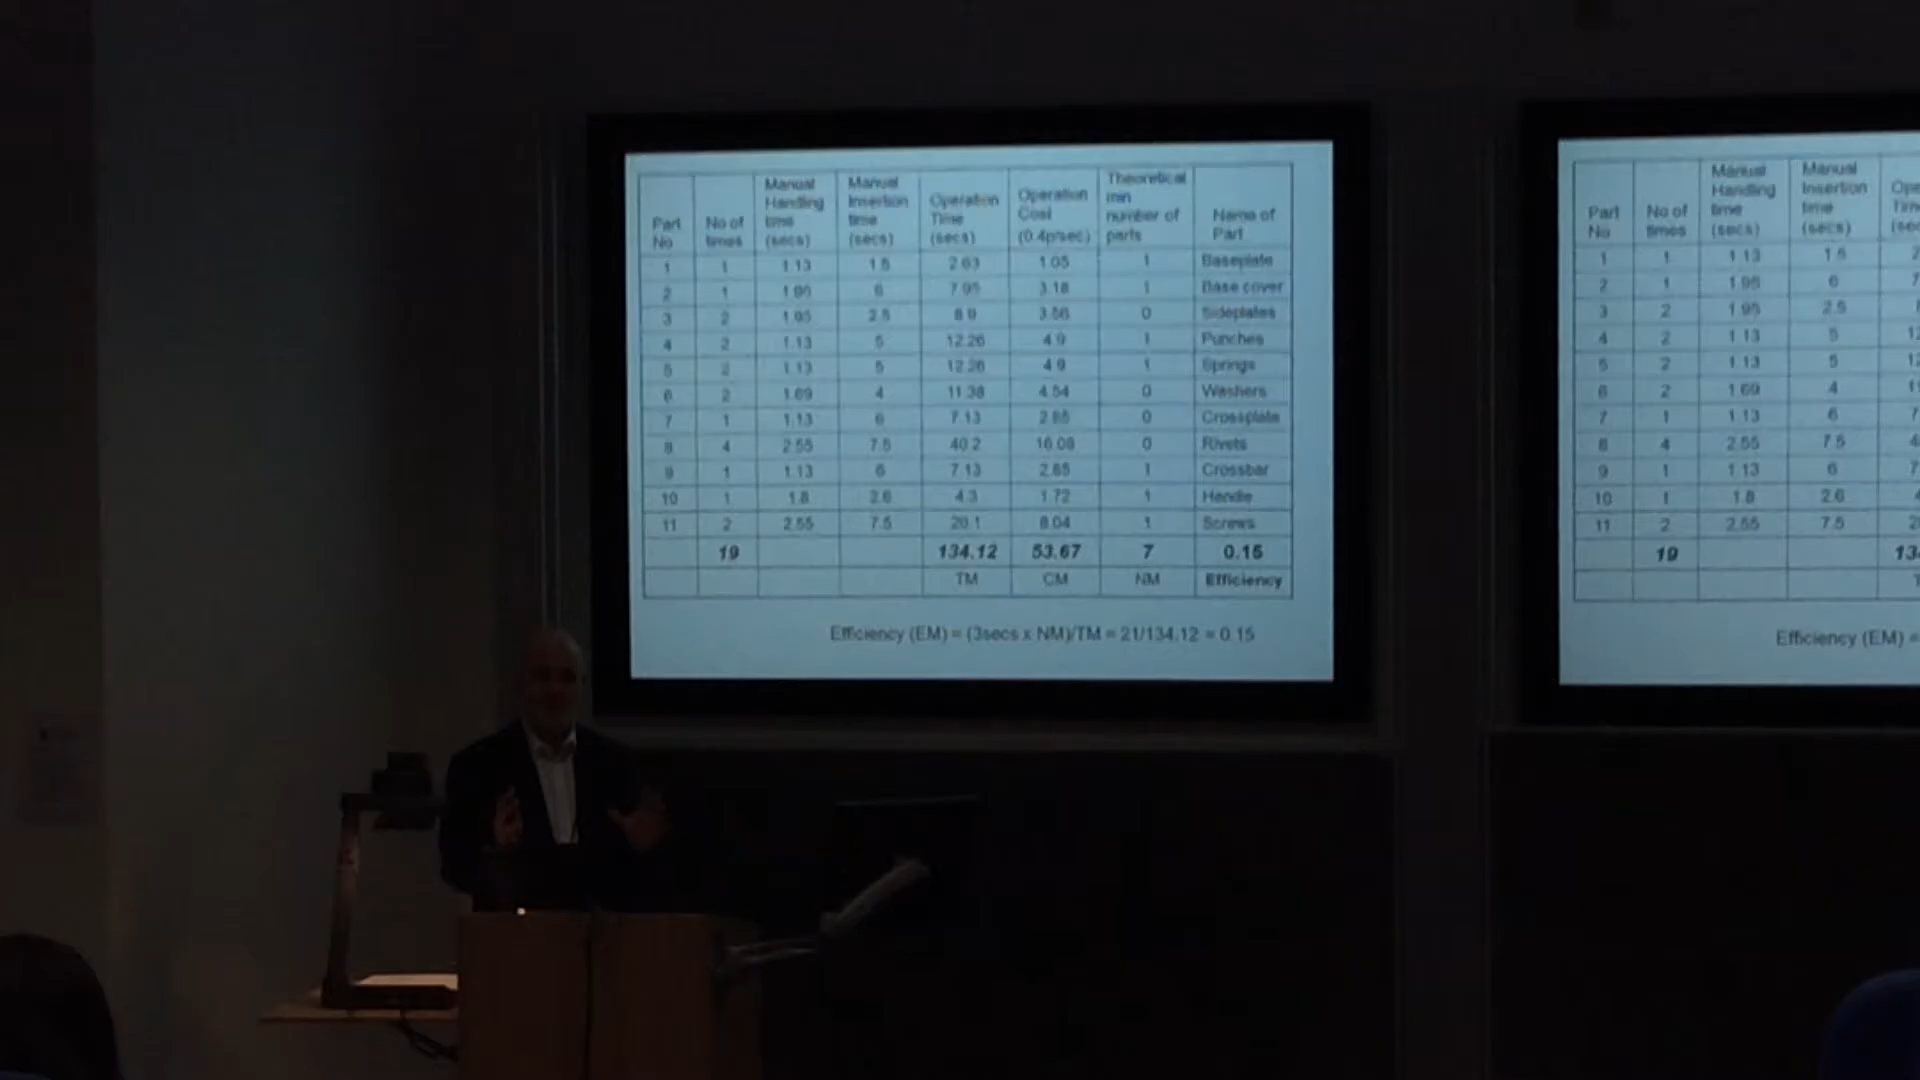 Part No | No of times | Manual Handling time (secs) | Manual Insertion time (secs) | Operation Time (secs) | Operation Cost (0.4p/sec) | Theoretical min number of parts | Name of Part
1 | 1 | 1.13 | 1.5 | 2.63 | 1.05 | 1 | Baseplate
2 | 1 | 1.95 | 6 | 7.95 | 3.18 | 1 | Base cover
3 | 2 | 1.95 | 2.5 | 8.9 | 3.56 | 0 | Sideplates
4 | 2 | 1.13 | 5 | 12.26 | 4.9 | 1 | Punches
5 | 2 | 1.13 | 5 | 12.26 | 4.9 | 1 | Springs
6 | 2 | 1.69 | 4 | 11.38 | 4.54 | 0 | Washers
7 | 1 | 1.13 | 6 | 7.13 | 2.85 | 0 | Crossplate
8 | 4 | 2.55 | 7.5 | 40.2 | 16.08 | 0 | Rivets
9 | 1 | 1.13 | 6 | 7.13 | 2.85 | 1 | Crossbar
10 | 1 | 1.8 | 2.6 | 4.3 | 1.72 | 1 | Handle
11 | 2 | 2.55 | 7.5 | 20.1 | 8.04 | 1 | Screws
19 | 134.12 | 53.67 | 7 | 0.15
TM | CM | NM | Efficiency
Efficiency (EM) = (3secs x NM)/TM = 21/134.12 = 0.15
Part No | No of times | Manual Handling time (secs) | Manual Insertion time (secs)
1 | 1 | 1.13 | 1.5
2 | 1 | 1.95 | 6
3 | 2 | 1.95 | 2.5
4 | 2 | 1.13 | 5
5 | 2 | 1.13 | 5
6 | 2 | 1.69 | 4
7 | 1 | 1.13 | 6
8 | 4 | 2.55 | 7.5
9 | 1 | 1.13 | 6
10 | 1 | 1.8 | 2.6
11 | 2 | 2.55 | 7.5
19
Efficiency (EM) =